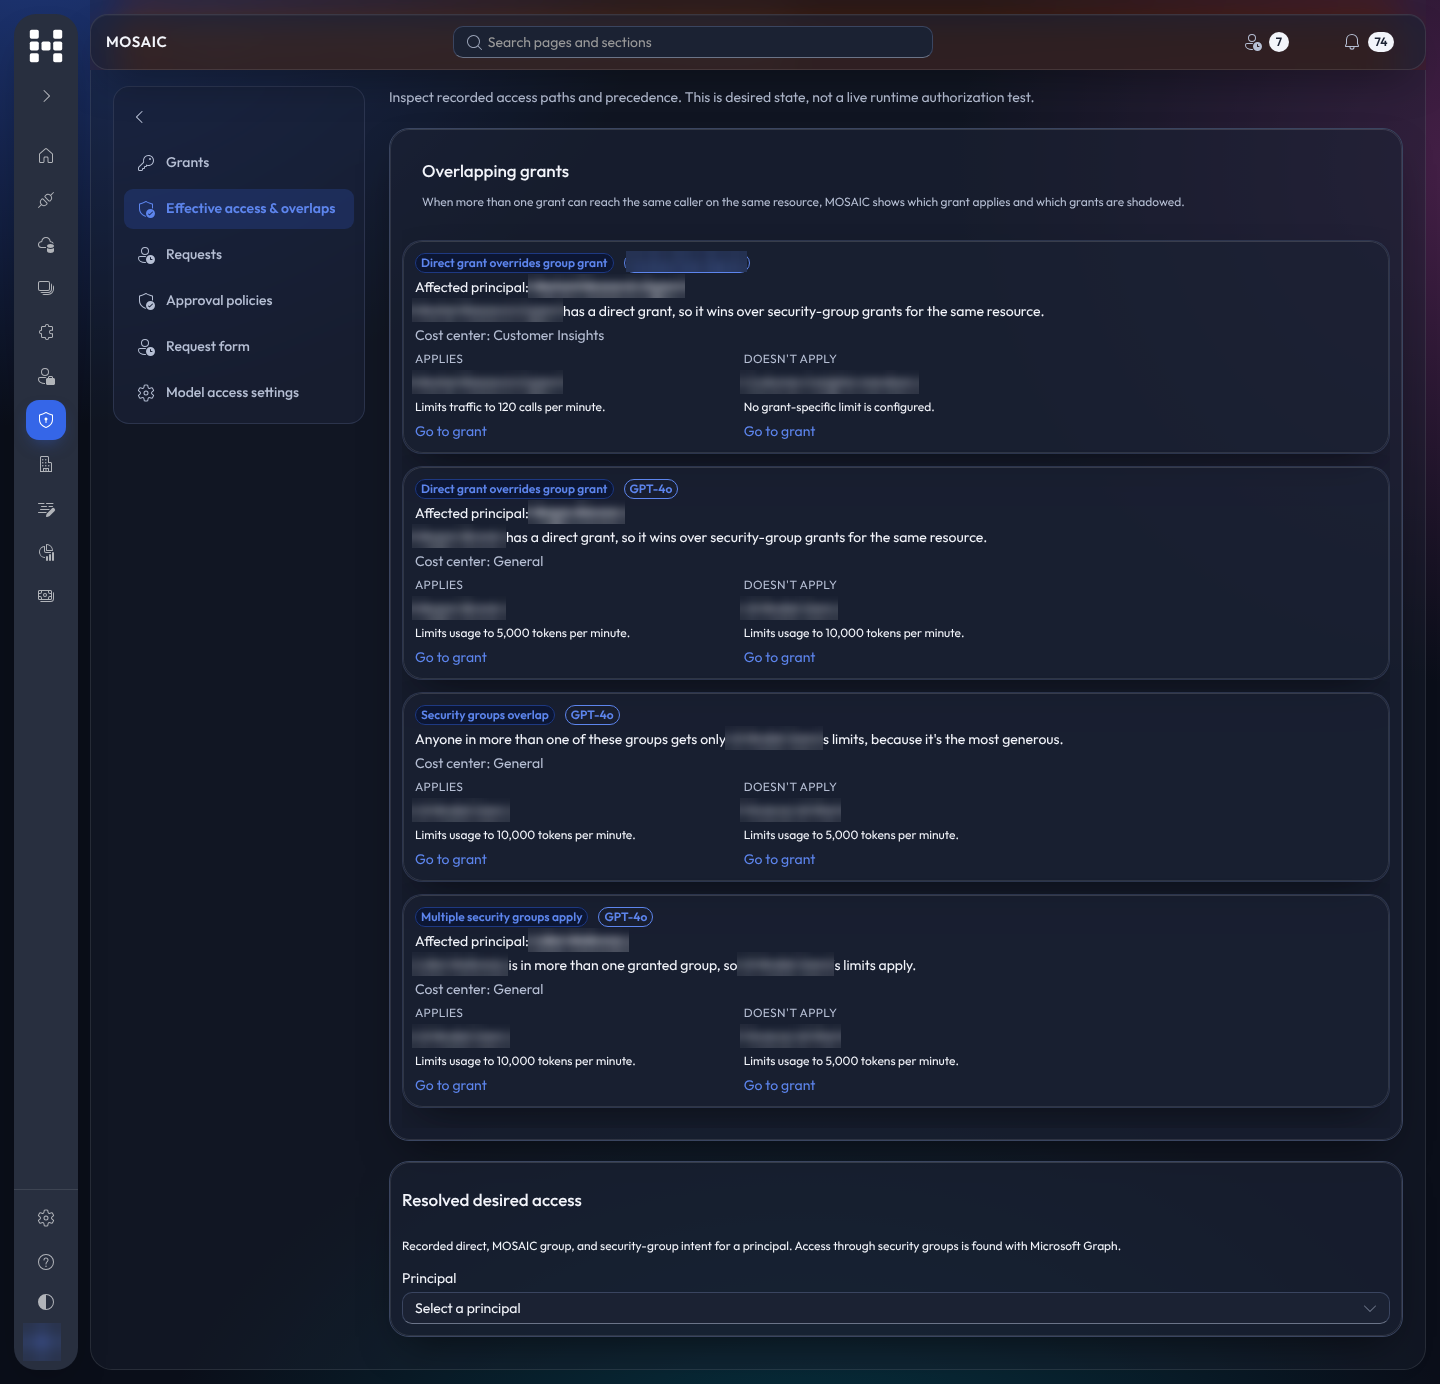 MOSAIC
Search pages and sections
7
74
Grants
Effective access & overlaps
Requests
Approval policies
Request form
Model access settings
Inspect recorded access paths and precedence. This is desired state, not a live runtime authorization test.
Overlapping grants
When more than one grant can reach the same caller on the same resource, MOSAIC shows which grant applies and which grants are shadowed.
Direct grant overrides group grant
Affected principal:
has a direct grant, so it wins over security-group grants for the same resource.
Cost center: Customer Insights
APPLIES DOESN'T APPLY
Limits traffic to 120 calls per minute. No grant-specific limit is configured.
Go to grant Go to grant
Direct grant overrides group grant GPT-4o
Affected principal:
has a direct grant, so it wins over security-group grants for the same resource.
Cost center: General
APPLIES DOESN'T APPLY
Limits usage to 5,000 tokens per minute. Limits usage to 10,000 tokens per minute.
Go to grant Go to grant
Security groups overlap GPT-4o
Anyone in more than one of these groups gets only s limits, because it's the most generous.
Cost center: General
APPLIES DOESN'T APPLY
Limits usage to 10,000 tokens per minute. Limits usage to 5,000 tokens per minute.
Go to grant Go to grant
Multiple security groups apply GPT-4o
Affected principal:
is in more than one granted group, so s limits apply.
Cost center: General
APPLIES DOESN'T APPLY
Limits usage to 10,000 tokens per minute. Limits usage to 5,000 tokens per minute.
Go to grant Go to grant
Resolved desired access
Recorded direct, MOSAIC group, and security-group intent for a principal. Access through security groups is found with Microsoft Graph.
Principal
Select a principal